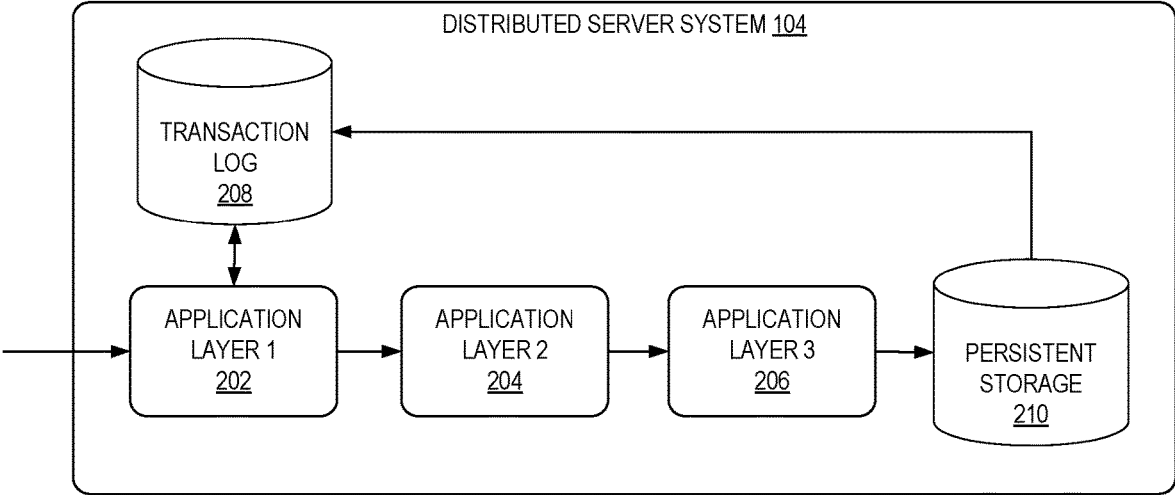 DISTRIBUTED SERVER SYSTEM 104
TRANSACTION
LOG
208
APPLICATION
LAYER 1
202
APPLICATION
LAYER 2
204
APPLICATION
LAYER 3
206
PERSISTENT
STORAGE
210